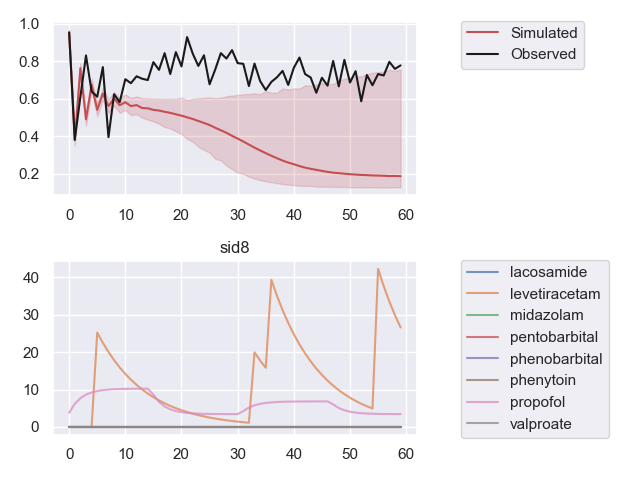 1.0
0.8
0.6
0.4
0.2
0 10 20 30 40 50 60
Simulated
Observed
sid8
40
30
20
10
0
0 10 20 30 40 50 60
lacosamide
levetiracetam
midazolam
pentobarbital
phenobarbital
phenytoin
propofol
valproate